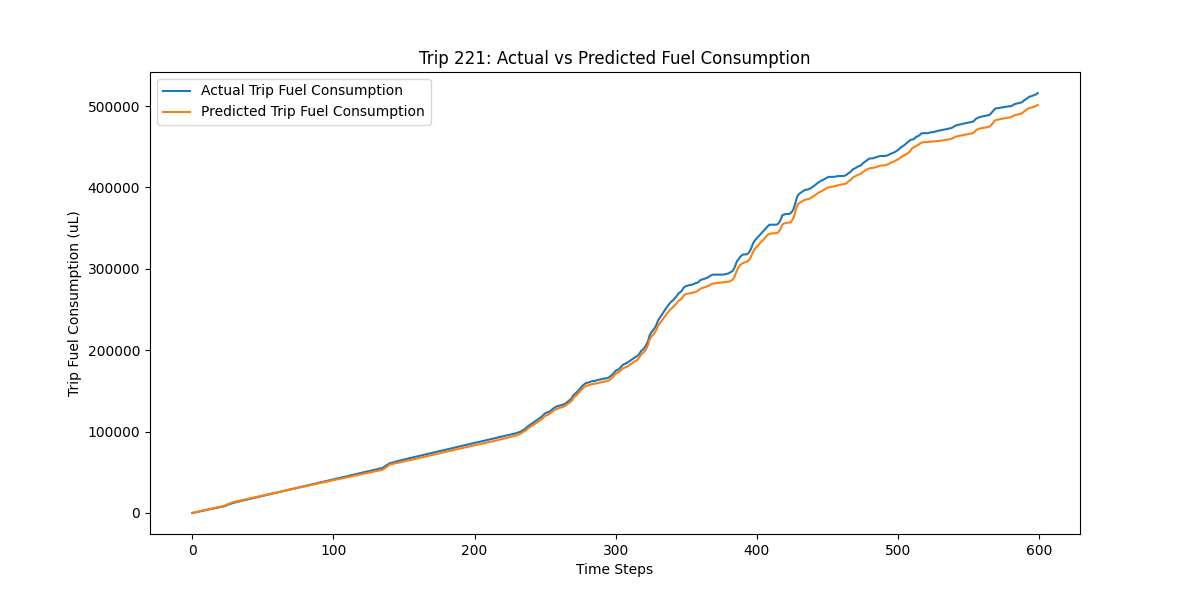 Trip 221: Actual vs Predicted Fuel Consumption
Actual Trip Fuel Consumption
Predicted Trip Fuel Consumption
Trip Fuel Consumption (uL)
500000
400000
300000
200000
100000
0
0 100 200 300 400 500 600
Time Steps